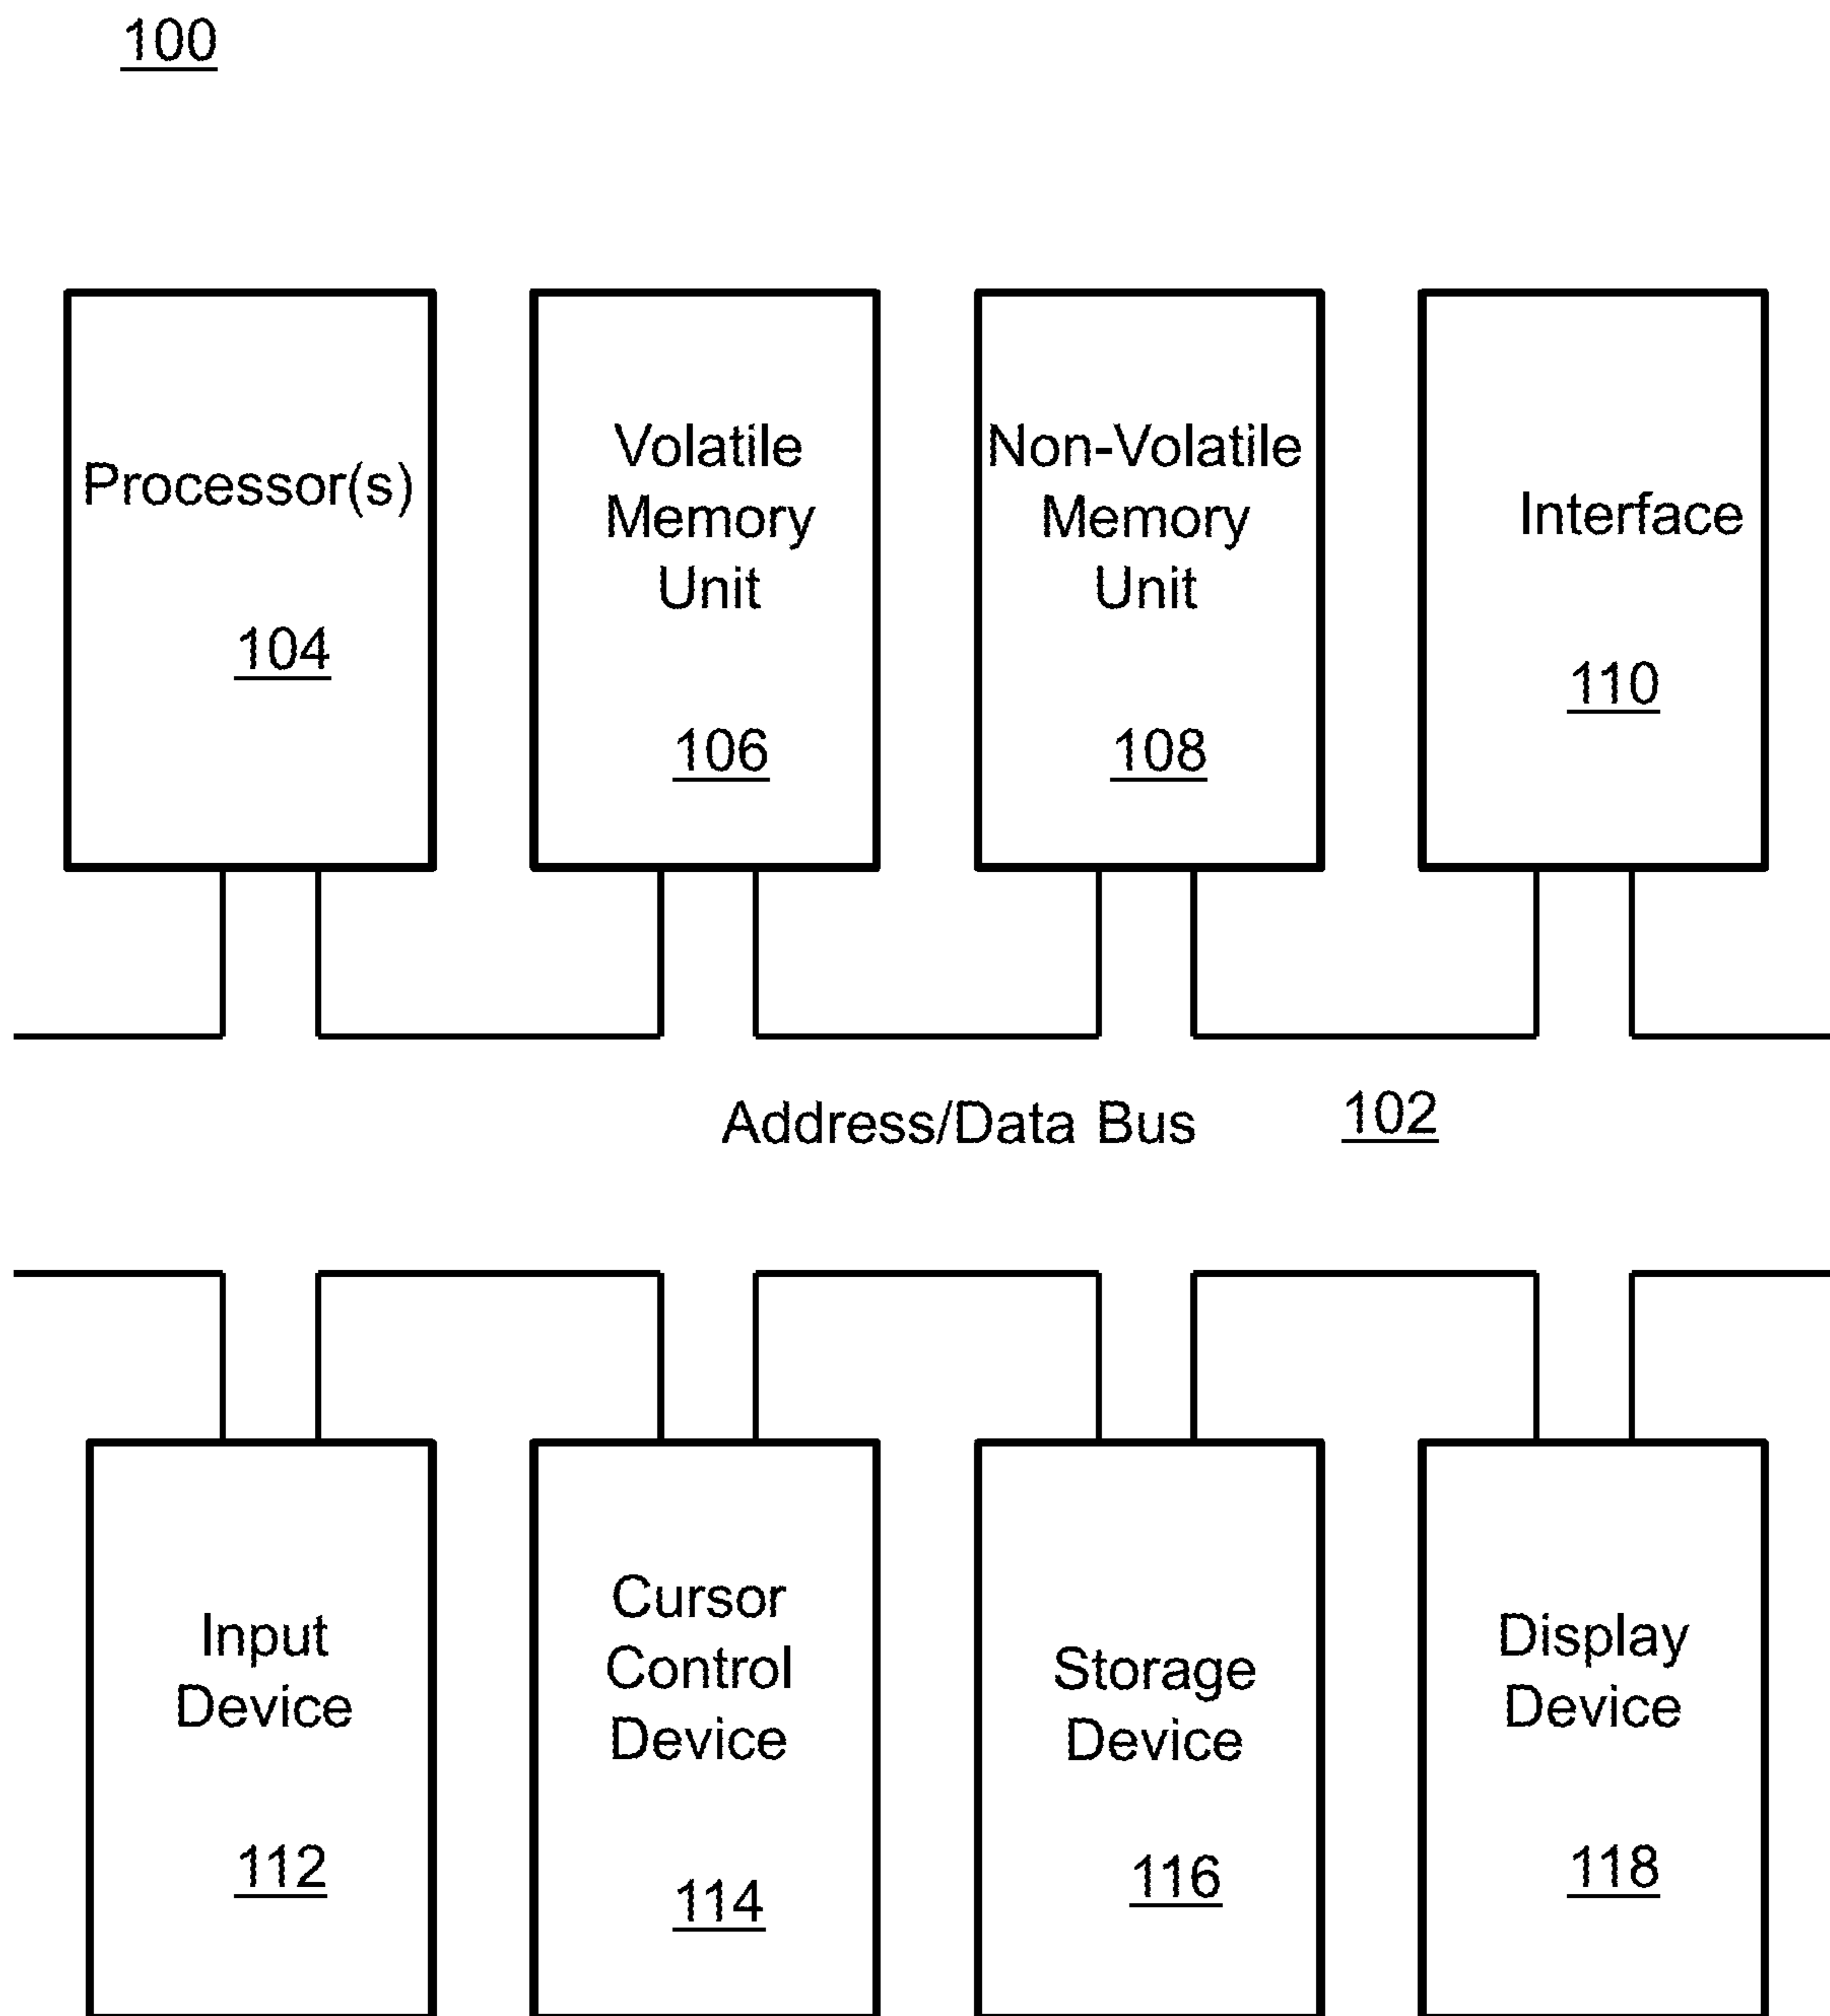 100
Processor(s)
104
Volatile
Memory
Unit
106
Non-Volatile
Memory
Unit
108
Interface
110
Address/Data Bus 102
Input
Device
112
Cursor
Control
Device
114
Storage
Device
116
Display
Device
118